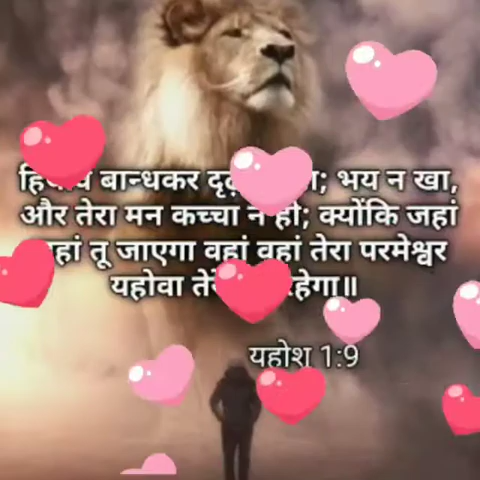 बान्धकर भय न खा,
और तेरा मन कच्चा न हो; क्योंकि जहां
तू जाएगा वहां वहां तेरा परमेश्वर
यहोवा
यहोशू 1:9